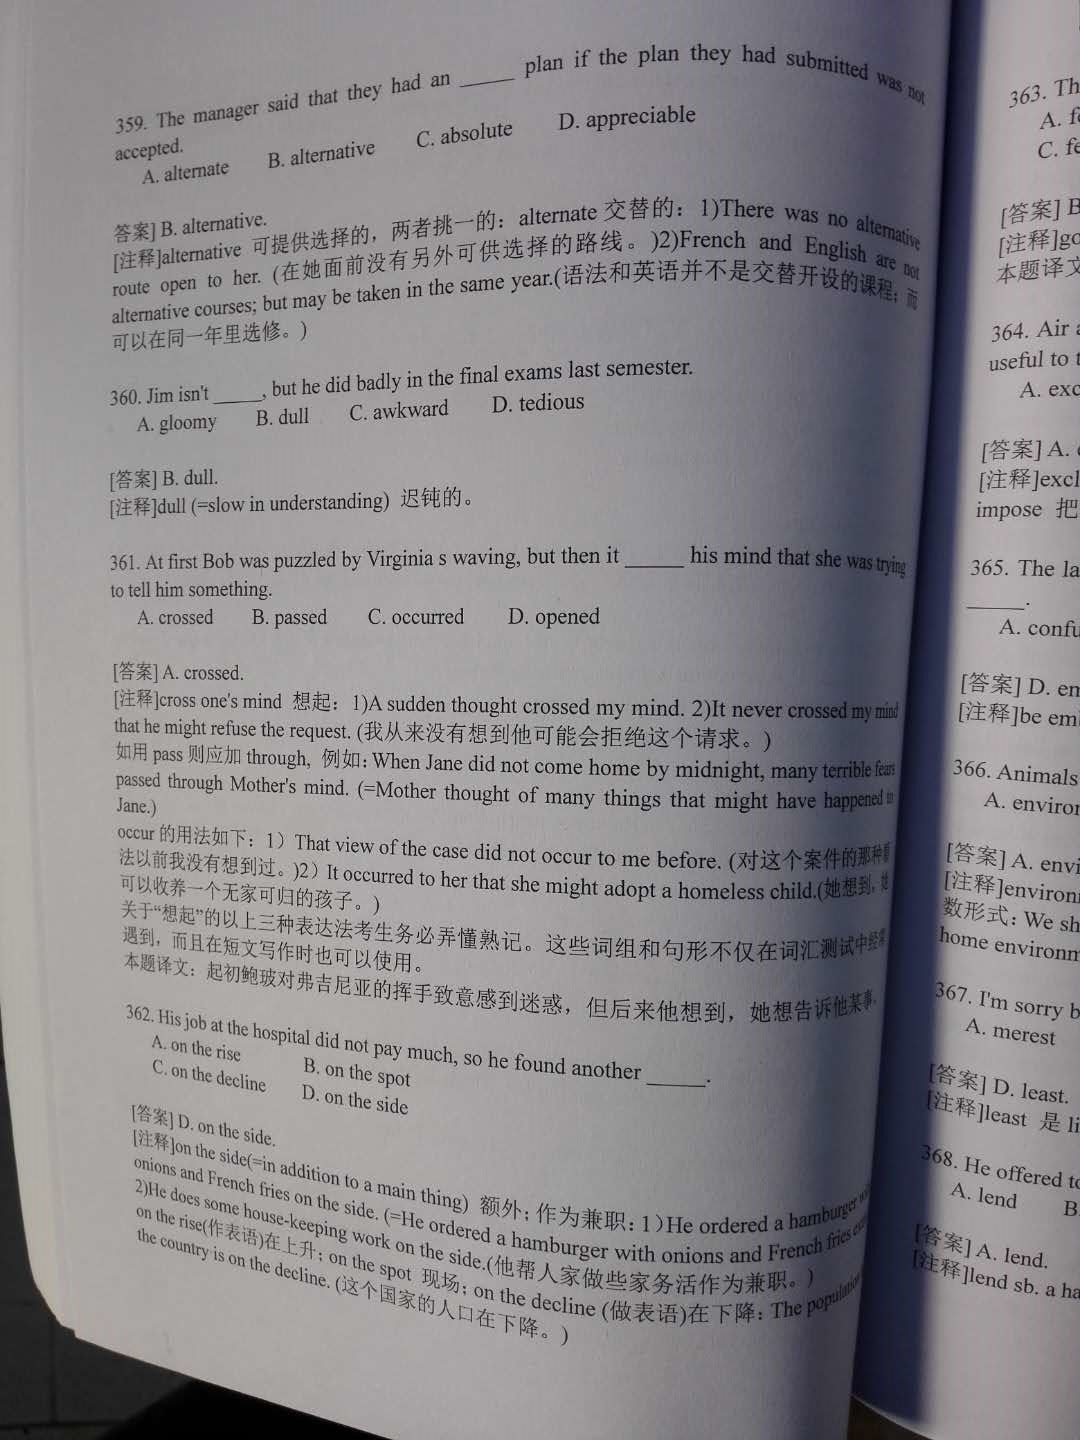 359. The manager said that they had an _____ plan if the plan they had submitted was not
accepted.
A. alternate B. alternative C. absolute D. appreciable
答案] B. alternative.
[注释]alternative 可提供选择的，两者挑一的：alternate 交替的：1)There was no alternative
route open to her. (在她面前没有另外可供选择的路线。)2)French and English are not
alternative courses; but may be taken in the same year.(语法和英语并不是交替开设的课程；而
可以在同一年里选修。)
360. Jim isn't _____, but he did badly in the final exams last semester.
A. gloomy B. dull C. awkward D. tedious
[答案] B. dull.
[注释]dull (=slow in understanding) 迟钝的。
361. At first Bob was puzzled by Virginia s waving, but then it _____ his mind that she was trying
to tell him something.
A. crossed B. passed C. occurred D. opened
[答案] A. crossed.
[注释]cross one's mind 想起：1)A sudden thought crossed my mind. 2)It never crossed my mind
that he might refuse the request. (我从来没有想到他可能会拒绝这个请求。)
如用 pass 则应加 through, 例如：When Jane did not come home by midnight, many terrible fears
passed through Mother's mind. (=Mother thought of many things that might have happened to
Jane.)
occur 的用法如下：1）That view of the case did not occur to me before. (对这个案件的那种
法以前我没有想到过。)2）It occurred to her that she might adopt a homeless child.(她想到，她
可以收养一个无家可归的孩子。)
关于“想起”的以上三种表达法考生务必弄懂熟记。这些词组和句形不仅在词汇测试中经常
遇到，而且在短文写作时也可以使用。
本题译文：起初鲍玻对弗吉尼亚的挥手致意感到迷惑，但后来他想到，她想告诉他某事。
362. His job at the hospital did not pay much, so he found another _____.
A. on the rise B. on the spot
C. on the decline D. on the side
[答案] D. on the side.
[注释]on the side(=in addition to a main thing) 额外；作为兼职：1）He ordered a hamburger
onions and French fries on the side. (=He ordered a hamburger with onions and French fries
2)He does some house-keeping work on the side.(他帮人家做些家务活作为兼职。)
on the rise(作表语)在上升；on the spot 现场；on the decline (做表语)在下降：The population
the country is on the decline. (这个国家的人口在下降。)
363. Th
A. f
C. fe
[答案] B
[注释]go
本题译文
364. Air
useful to t
A. exc
[答案] A.
[注释]excl
impose 把
365. The la
_____.
A. confu
[答案] D. em
[注释]be em
366. Animals
A. environ
[答案] A. envi
[注释]environ
数形式：We sh
home environm
367. I'm sorry b
A. merest
[答案] D. least.
[注释]least 是 li
368. He offered to
A. lend B.
[答案] A. lend.
[注释]lend sb. a ha